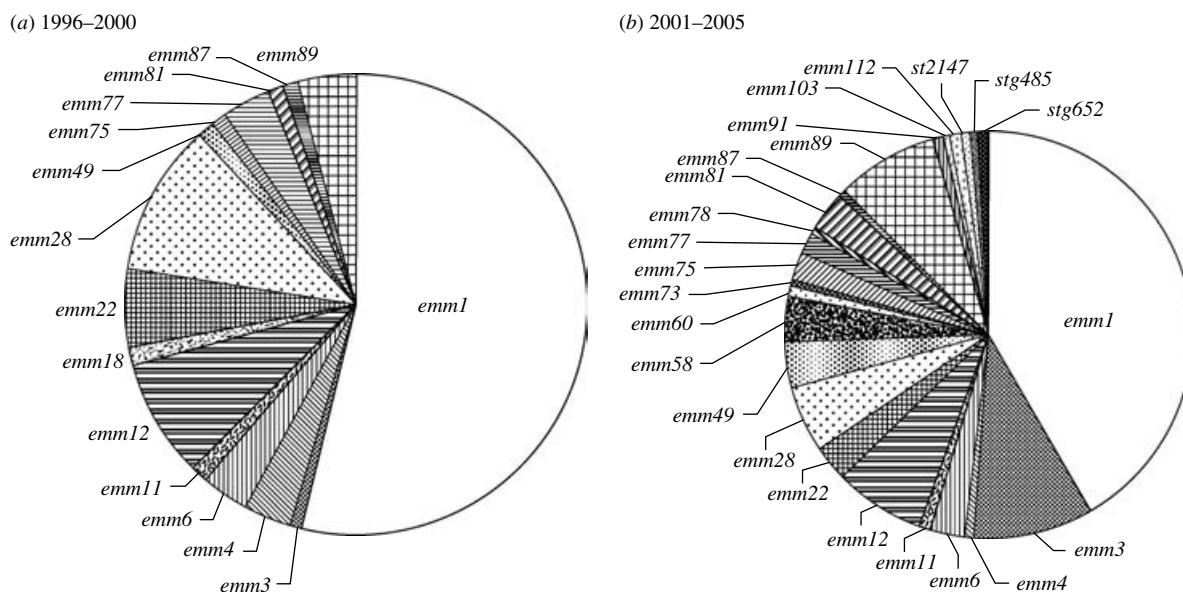 (a) 1996–2000
emm87 emm89
emm81
emm77
emm75
emm49
emm28
emm22
emm18
emm12
emm11
emm6
emm4
emm3
emm1
(b) 2001–2005
emm112 st2147 stg485
emm103
stg652
emm91
emm89
emm87
emm81
emm78
emm77
emm75
emm73
emm60
emm58
emm49
emm28
emm22
emm12
emm11
emm6
emm4
emm3
emm1